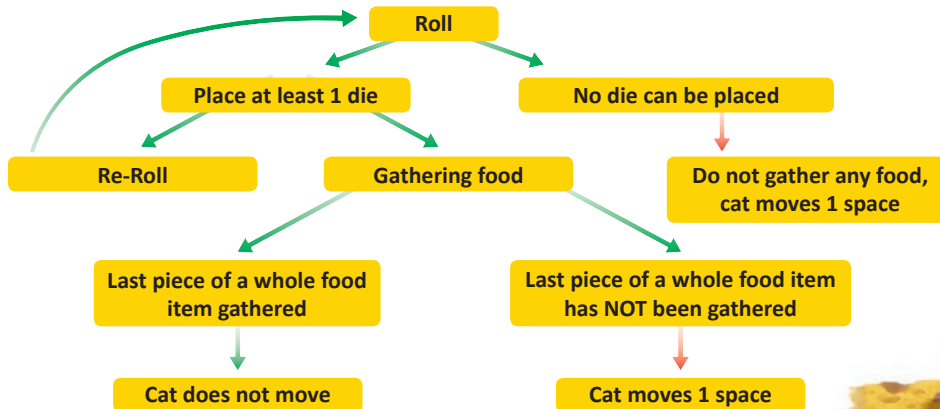 Roll
Place at least 1 die
No die can be placed
Re-Roll
Gathering food
Do not gather any food,
cat moves 1 space
Last piece of a whole food
item gathered
Last piece of a whole food item
has NOT been gathered
Cat does not move
Cat moves 1 space